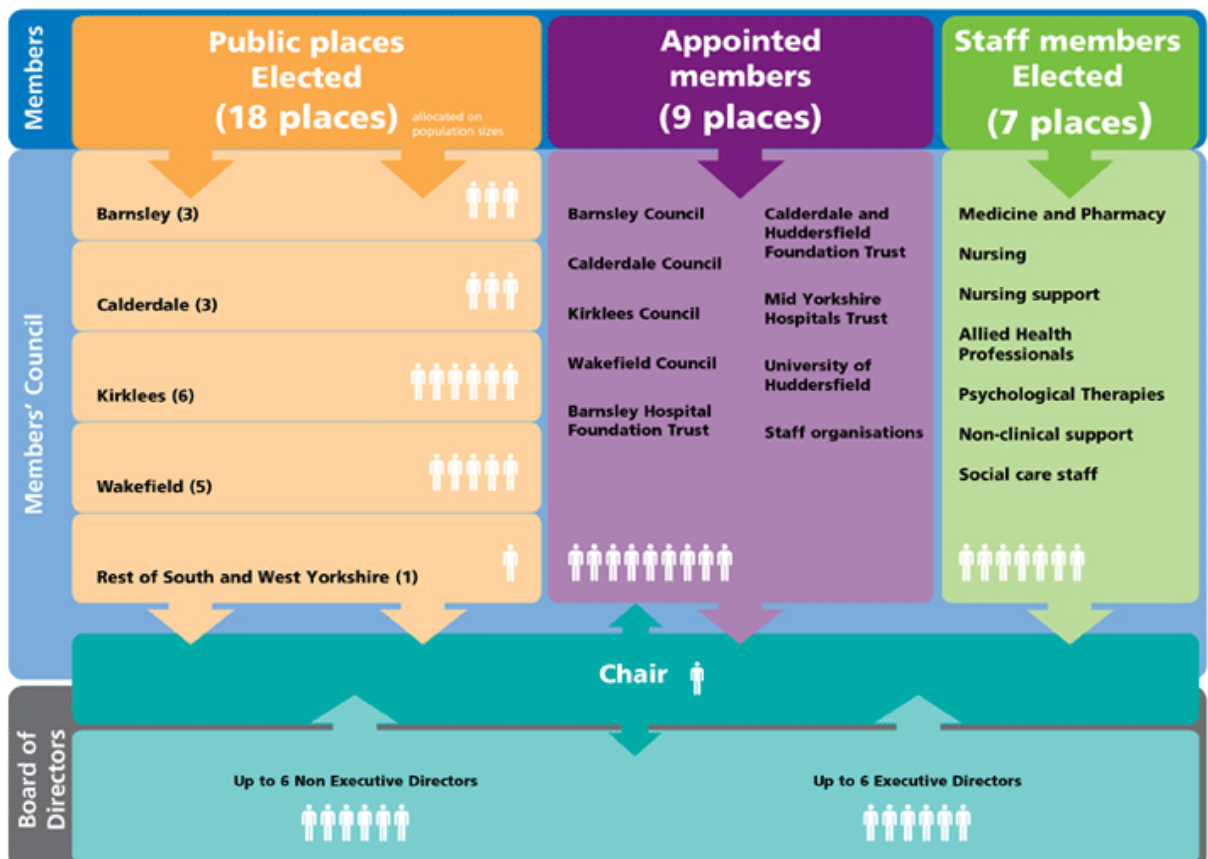 Members
Public places
Elected
(18 places)
allocated on
population sizes
Appointed
members
(9 places)
Staff members
Elected
(7 places)
Members' Council
Barnsley (3)
Calderdale (3)
Kirklees (6)
Wakefield (5)
Rest of South and West Yorkshire (1)
Barnsley Council
Calderdale Council
Kirklees Council
Wakefield Council
Barnsley Hospital
Foundation Trust
Calderdale and
Huddersfield
Foundation Trust
Mid Yorkshire
Hospitals Trust
University of
Huddersfield
Staff organisations
Medicine and Pharmacy
Nursing
Nursing support
Allied Health
Professionals
Psychological Therapies
Non-clinical support
Social care staff
Chair
Board of
Directors
Up to 6 Non Executive Directors
Up to 6 Executive Directors